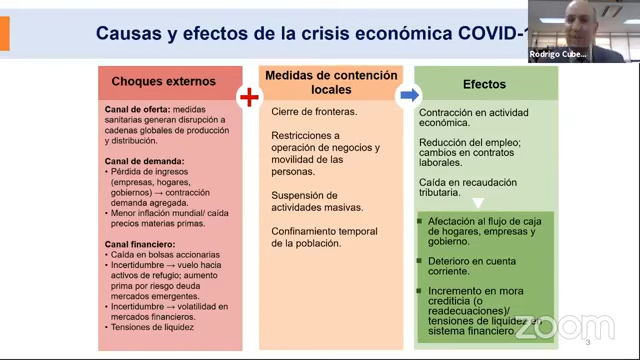 Causas y efectos de la crisis económica COVID-1
Rodrigo Cube...
Choques externos
Canal de oferta: medidas
sanitarias generan disrupción a
cadenas globales de producción
y distribución.
Canal de demanda:
• Pérdida de ingresos
(empresas, hogares,
gobiernos) → contracción
demanda agregada.
• Menor inflación mundial/ caída
precios materias primas.
Canal financiero:
• Caída en bolsas accionarias
• Incertidumbre → vuelo hacia
activos de refugio; aumento
prima por riesgo deuda
mercados emergentes.
• Incertidumbre → volatilidad en
mercados financieros.
• Tensiones de liquidez
+
Medidas de contención
locales
Cierre de fronteras.
Restricciones a
operación de negocios y
movilidad de las
personas.
Suspensión de
actividades masivas.
Confinamiento temporal
de la población.
Efectos
Contracción en actividad
económica.
Reducción del empleo;
cambios en contratos
laborales.
Caída en recaudación
tributaria.
▪ Afectación al flujo de caja
de hogares, empresas y
gobierno.
▪ Deterioro en cuenta
corriente.
▪ Incremento en mora
crediticia (o
readecuaciones)/
tensiones de liquidez en
sistema financiero.
zoom
3